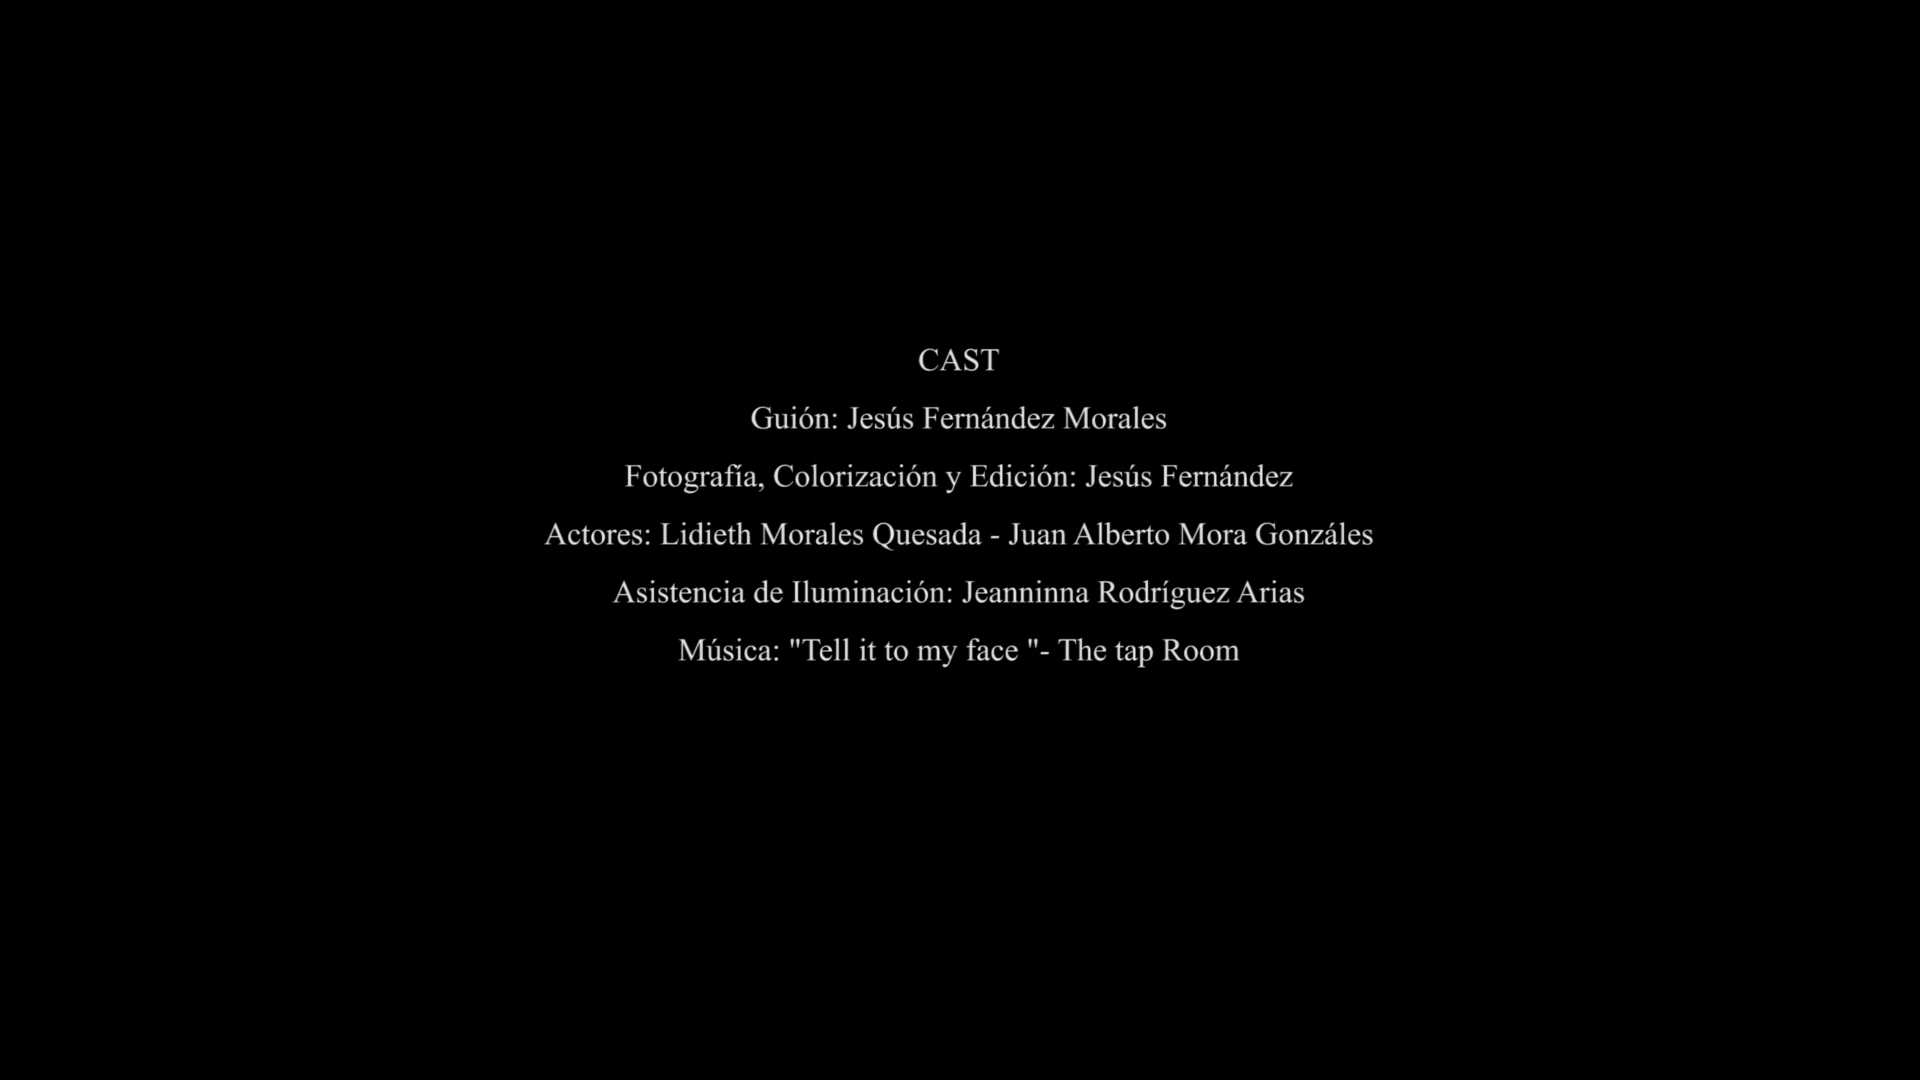 CAST
Guión: Jesús Fernández Morales
Fotografía, Colorización y Edición: Jesús Fernández
Actores: Lidieth Morales Quesada - Juan Alberto Mora Gonzáles
Asistencia de Iluminación: Jeanninna Rodríguez Arias
Música: "Tell it to my face "- The tap Room